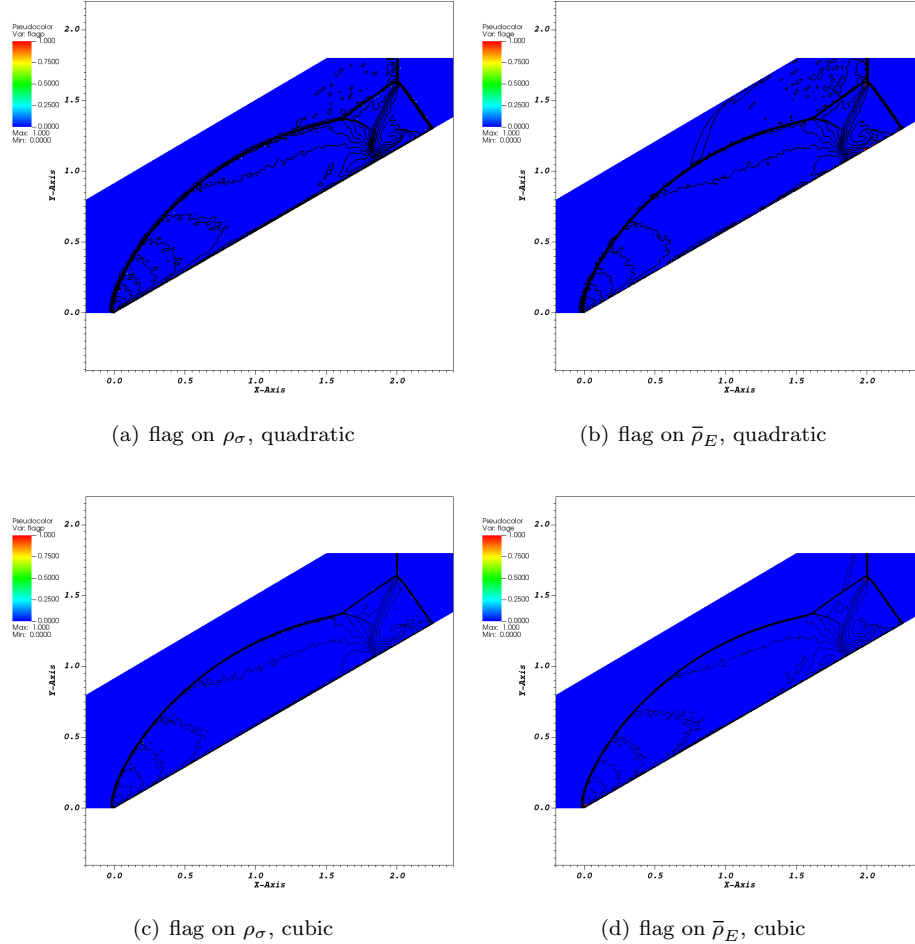 Pseudocolor
Var: flagp
1.000
0.7500
0.5000
0.2500
0.0000
Max: 1.000
Min: 0.0000
2.0
1.5
1.0
0.5
0.0
Y-Axis
0.0 0.5 1.0 1.5 2.0
X-Axis
(a) flag on ρσ, quadratic
Pseudocolor
Var: flage
1.000
0.7500
0.5000
0.2500
0.0000
Max: 1.000
Min: 0.0000
2.0
1.5
1.0
0.5
0.0
Y-Axis
0.0 0.5 1.0 1.5 2.0
X-Axis
(b) flag on ρ̅E, quadratic
Pseudocolor
Var: flagp
1.000
0.7500
0.5000
0.2500
0.0000
Max: 1.000
Min: 0.0000
2.0
1.5
1.0
0.5
0.0
Y-Axis
0.0 0.5 1.0 1.5 2.0
X-Axis
(c) flag on ρσ, cubic
Pseudocolor
Var: flage
1.000
0.7500
0.5000
0.2500
0.0000
Max: 1.000
Min: 0.0000
2.0
1.5
1.0
0.5
0.0
Y-Axis
0.0 0.5 1.0 1.5 2.0
X-Axis
(d) flag on ρ̅E, cubic